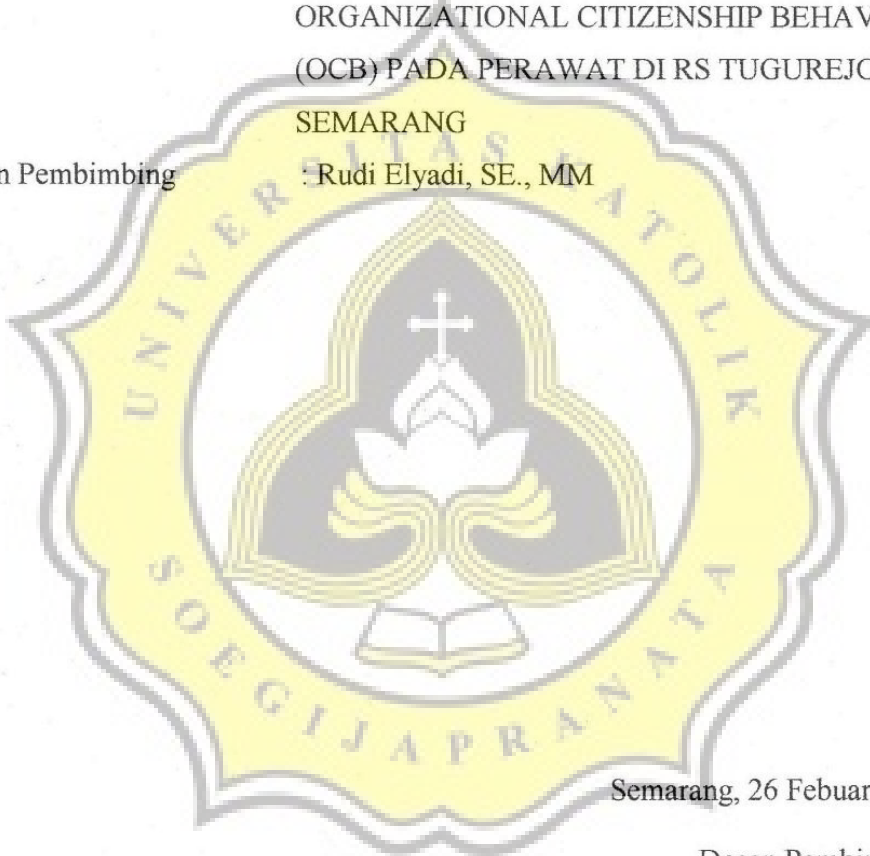 ORGANIZATIONAL CITIZENSHIP BEHAV
(OCB) PADA PERAWAT DI RS TUGUREJO
SEMARANG
n Pembimbing : Rudi Elyadi, SE., MM
UNIVERSITAS KATOLIK
SOEGIJAPRANATA
Semarang, 26 Febuar